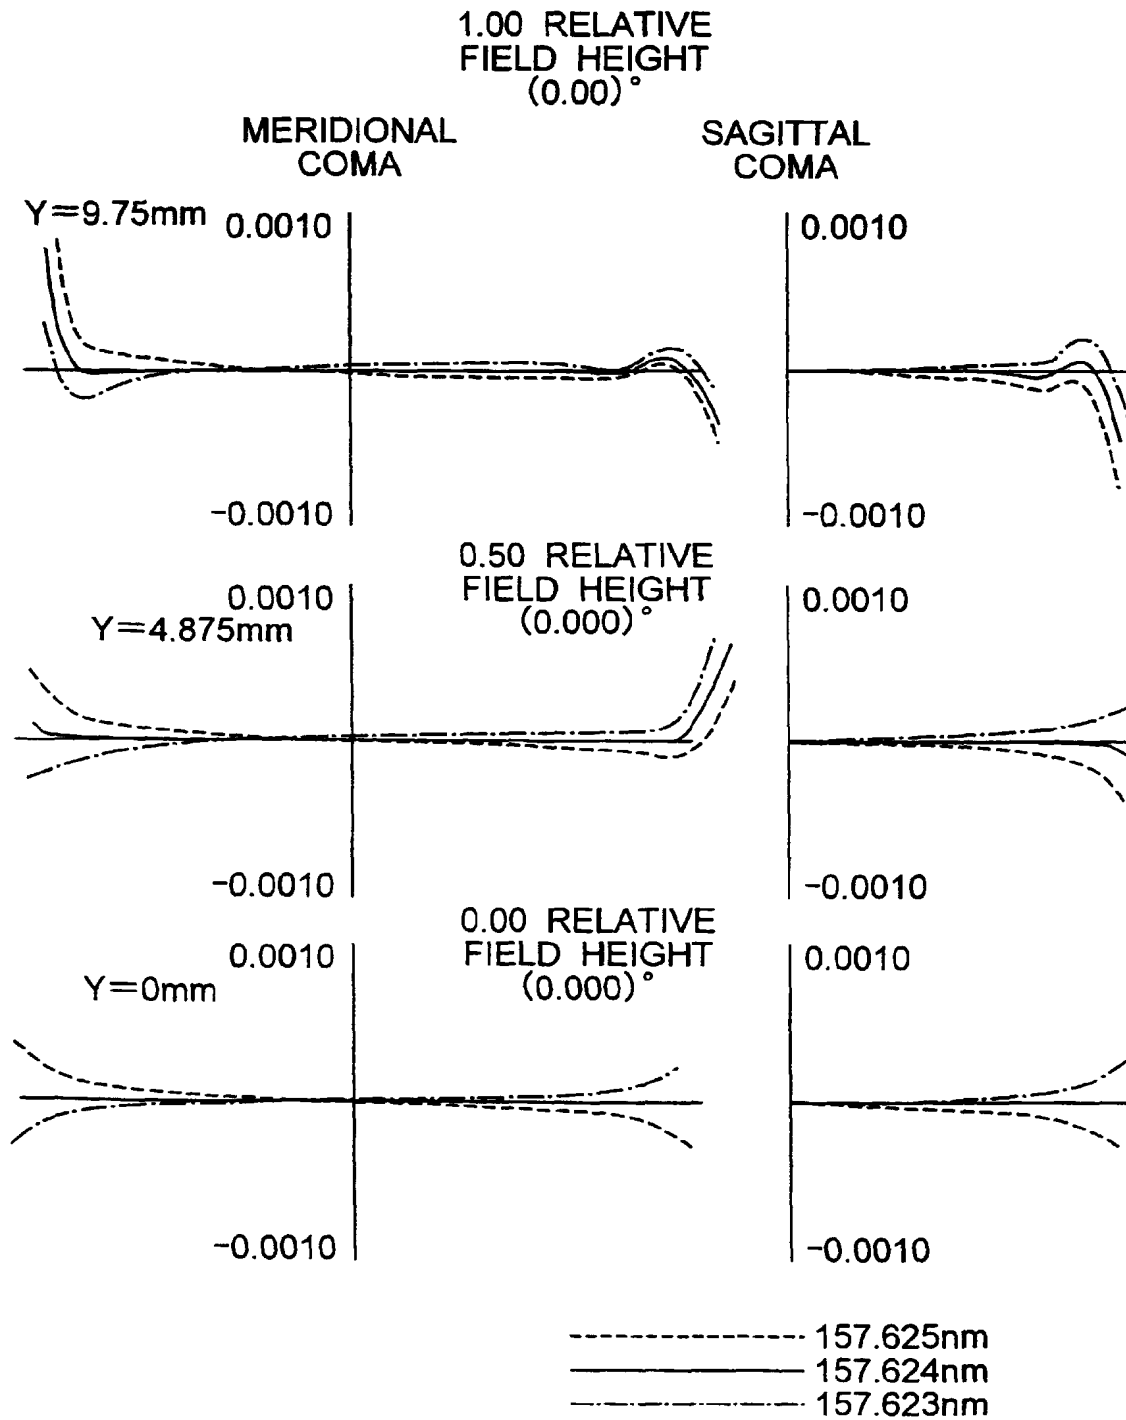 1.00 RELATIVE
FIELD HEIGHT
(0.00)°
MERIDIONAL
COMA
SAGITTAL
COMA
Y=9.75mm
0.0010
0.0010
-0.0010
-0.0010
0.50 RELATIVE
FIELD HEIGHT
(0.000)°
0.0010
0.0010
Y=4.875mm
-0.0010
-0.0010
0.00 RELATIVE
FIELD HEIGHT
(0.000)°
0.0010
0.0010
Y=0mm
-0.0010
-0.0010
157.625nm
157.624nm
157.623nm